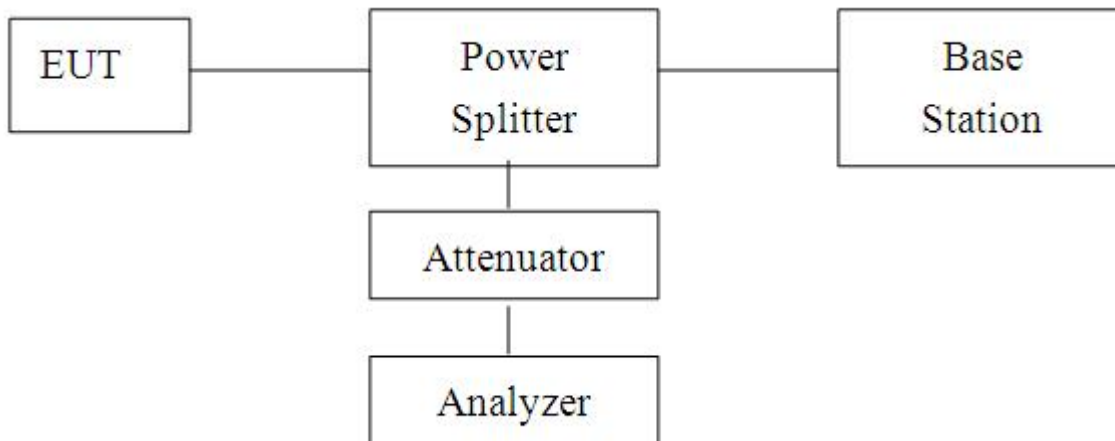 EUT
Power
Splitter
Base
Station
Attenuator
Analyzer